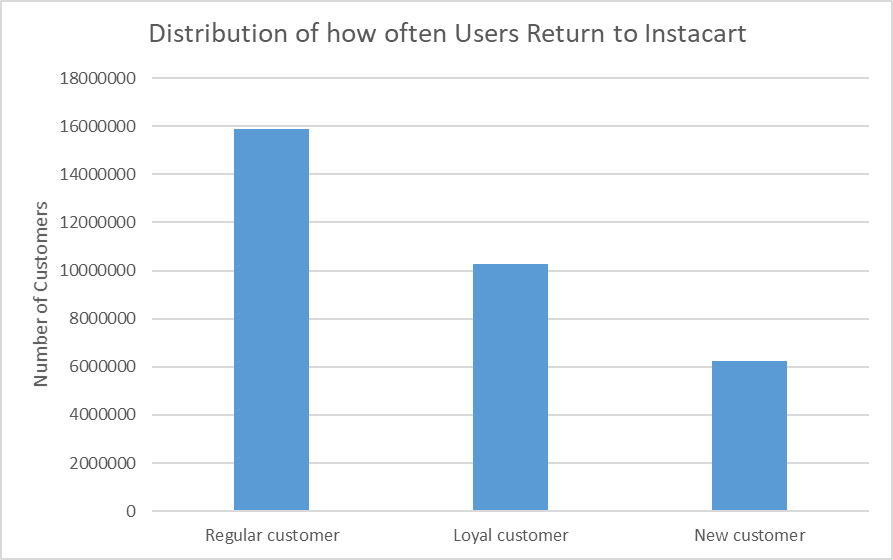 Distribution of how often Users Return to Instacart
Number of Customers
18000000
16000000
14000000
12000000
10000000
8000000
6000000
4000000
2000000
0
Regular customer
Loyal customer
New customer